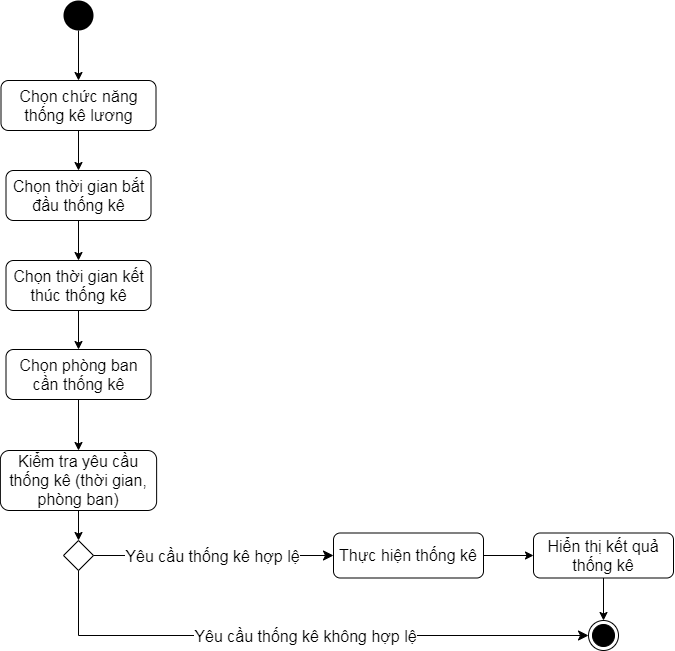 Chọn chức năng
thống kê lương
Chọn thời gian bắt
đầu thống kê
Chọn thời gian kết
thúc thống kê
Chọn phòng ban
cần thống kê
Kiểm tra yêu cầu
thống kê (thời gian,
phòng ban)
Yêu cầu thống kê hợp lệ
Thực hiện thống kê
Hiển thị kết quả
thống kê
Yêu cầu thống kê không hợp lệ